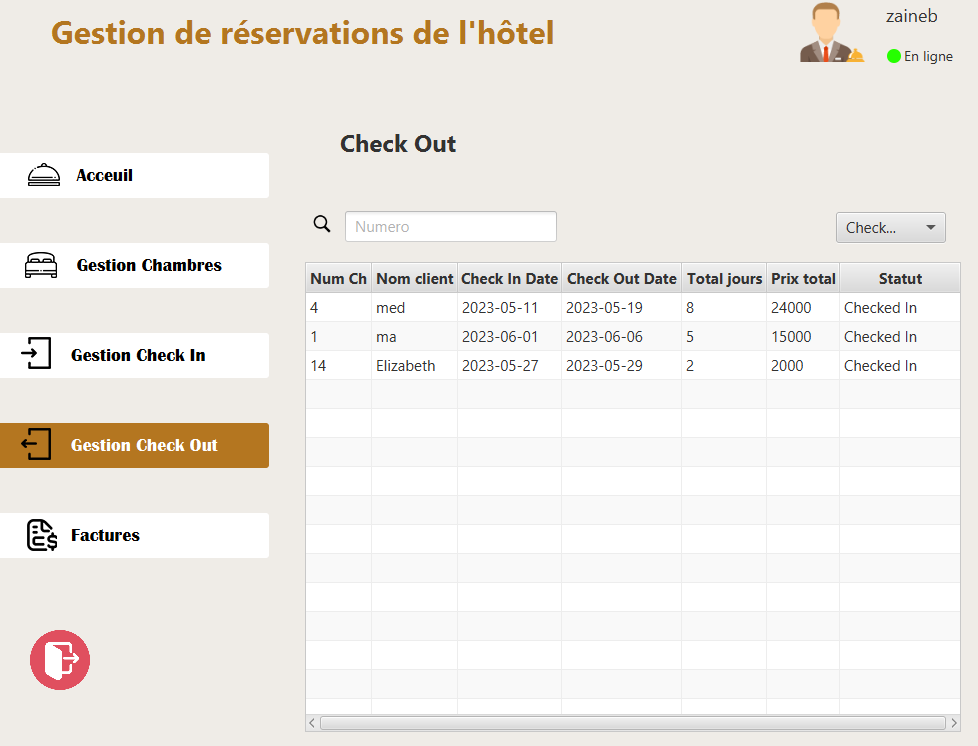 Gestion de réservations de l'hôtel
zaineb
En ligne
Check Out
Acceuil
Gestion Chambres
Gestion Check In
Gestion Check Out
Factures
Numero
Check...
Num Ch Nom client Check In Date Check Out Date Total jours Prix total Statut
4 med 2023-05-11 2023-05-19 8 24000 Checked In
1 ma 2023-06-01 2023-06-06 5 15000 Checked In
14 Elizabeth 2023-05-27 2023-05-29 2 2000 Checked In